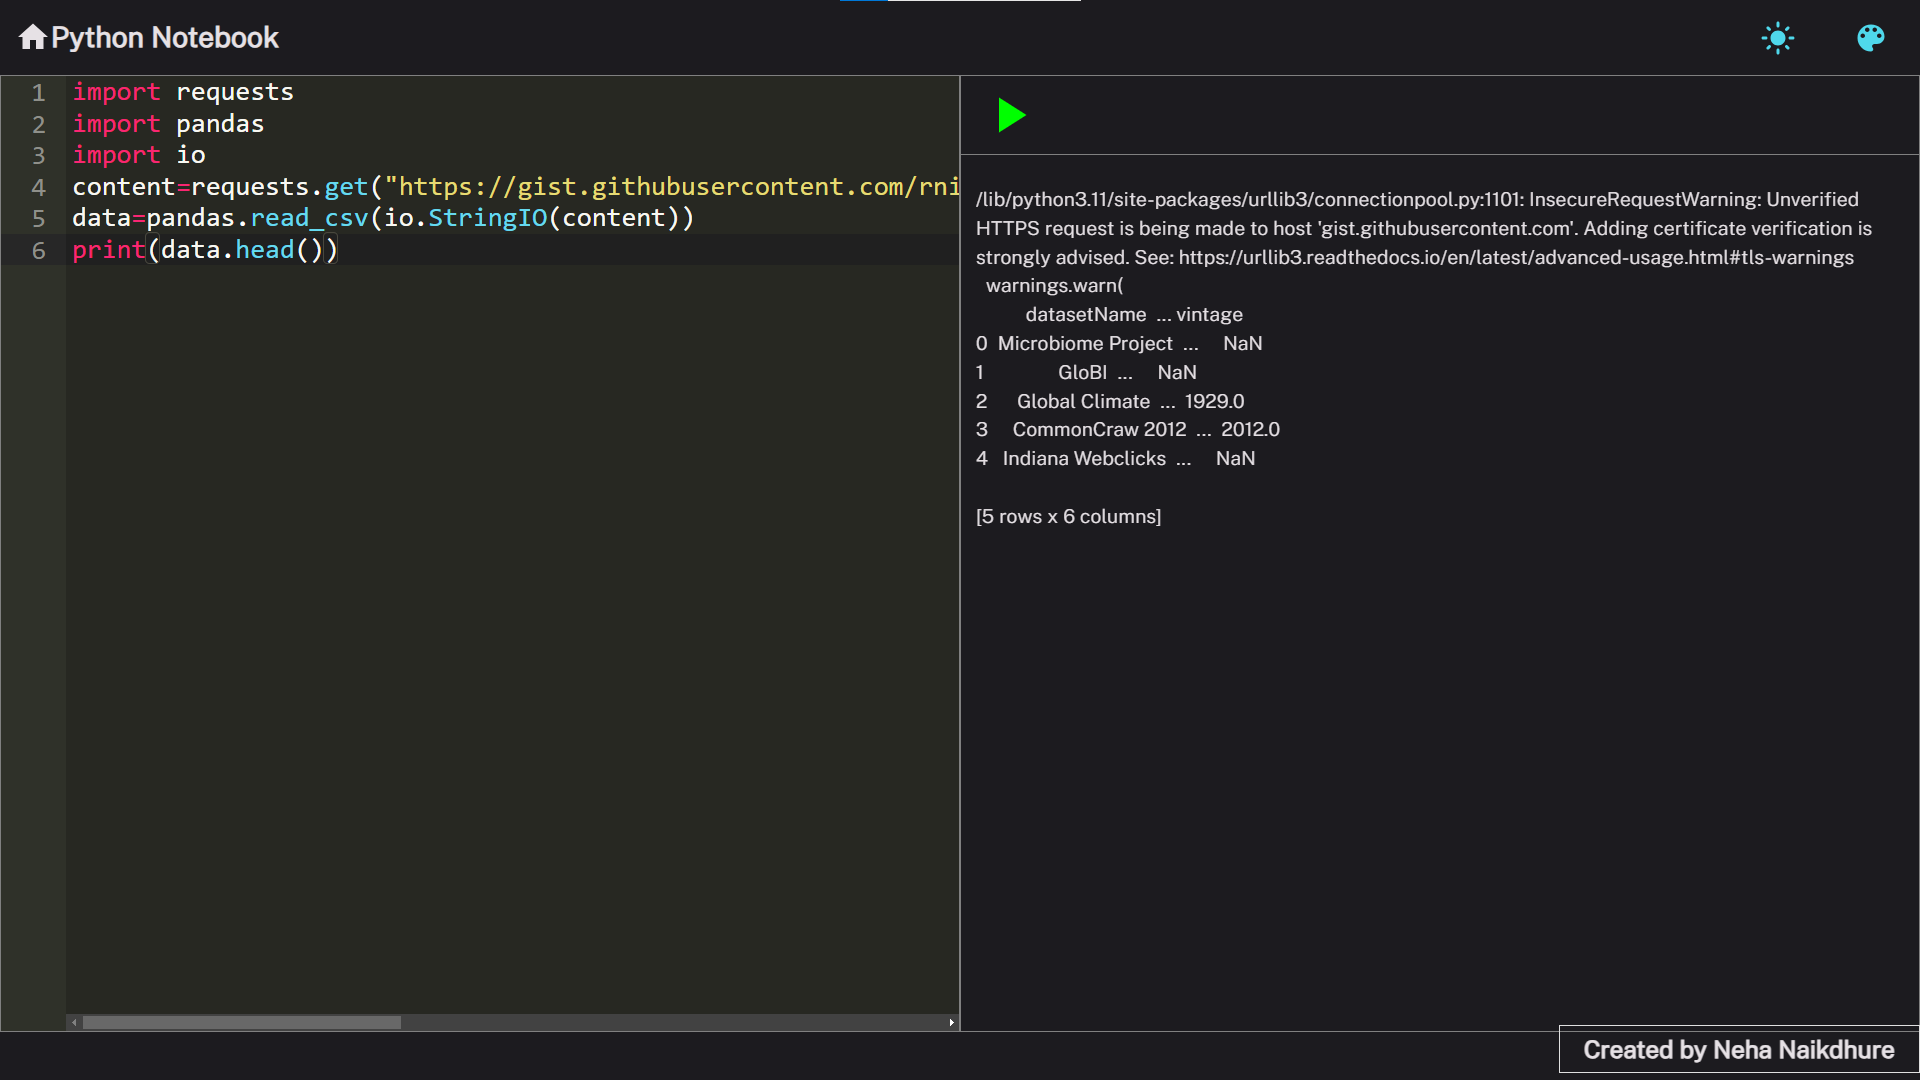 Python Notebook
1 import requests
2 import pandas
3 import io
4 content=requests.get("https://gist.githubusercontent.com/rni
5 data=pandas.read_csv(io.StringIO(content))
6 print(data.head())
/lib/python3.11/site-packages/urllib3/connectionpool.py:1101: InsecureRequestWarning: Unverified
HTTPS request is being made to host 'gist.githubusercontent.com'. Adding certificate verification is
strongly advised. See: https://urllib3.readthedocs.io/en/latest/advanced-usage.html#tls-warnings
warnings.warn(
datasetName ... vintage
0 Microbiome Project ... NaN
1 GloBI ... NaN
2 Global Climate ... 1929.0
3 CommonCraw 2012 ... 2012.0
4 Indiana Webclicks ... NaN
[5 rows x 6 columns]
Created by Neha Naikdhure